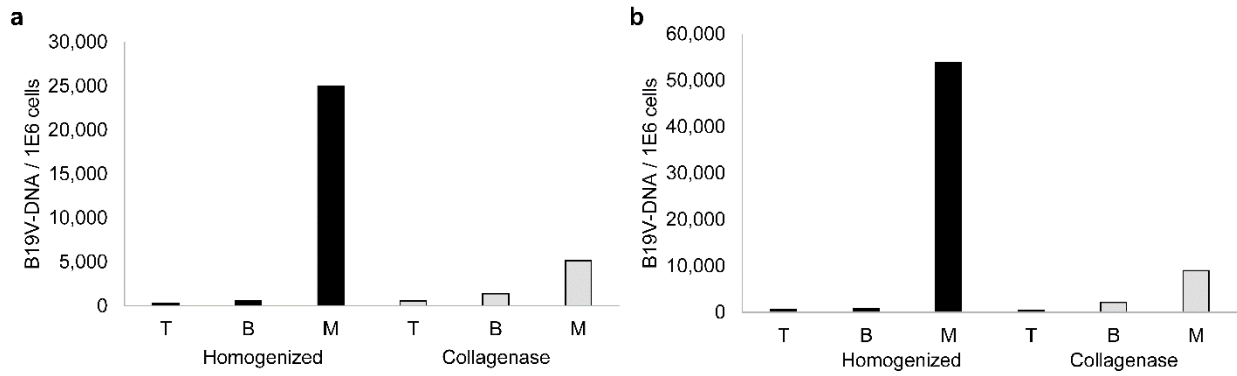 a
B19V-DNA / 1E6 cells
30,000
25,000
20,000
15,000
10,000
5,000
0
T B M T B M
Homogenized Collagenase
b
B19V-DNA / 1E6 cells
60,000
50,000
40,000
30,000
20,000
10,000
0
T B M T B M
Homogenized Collagenase